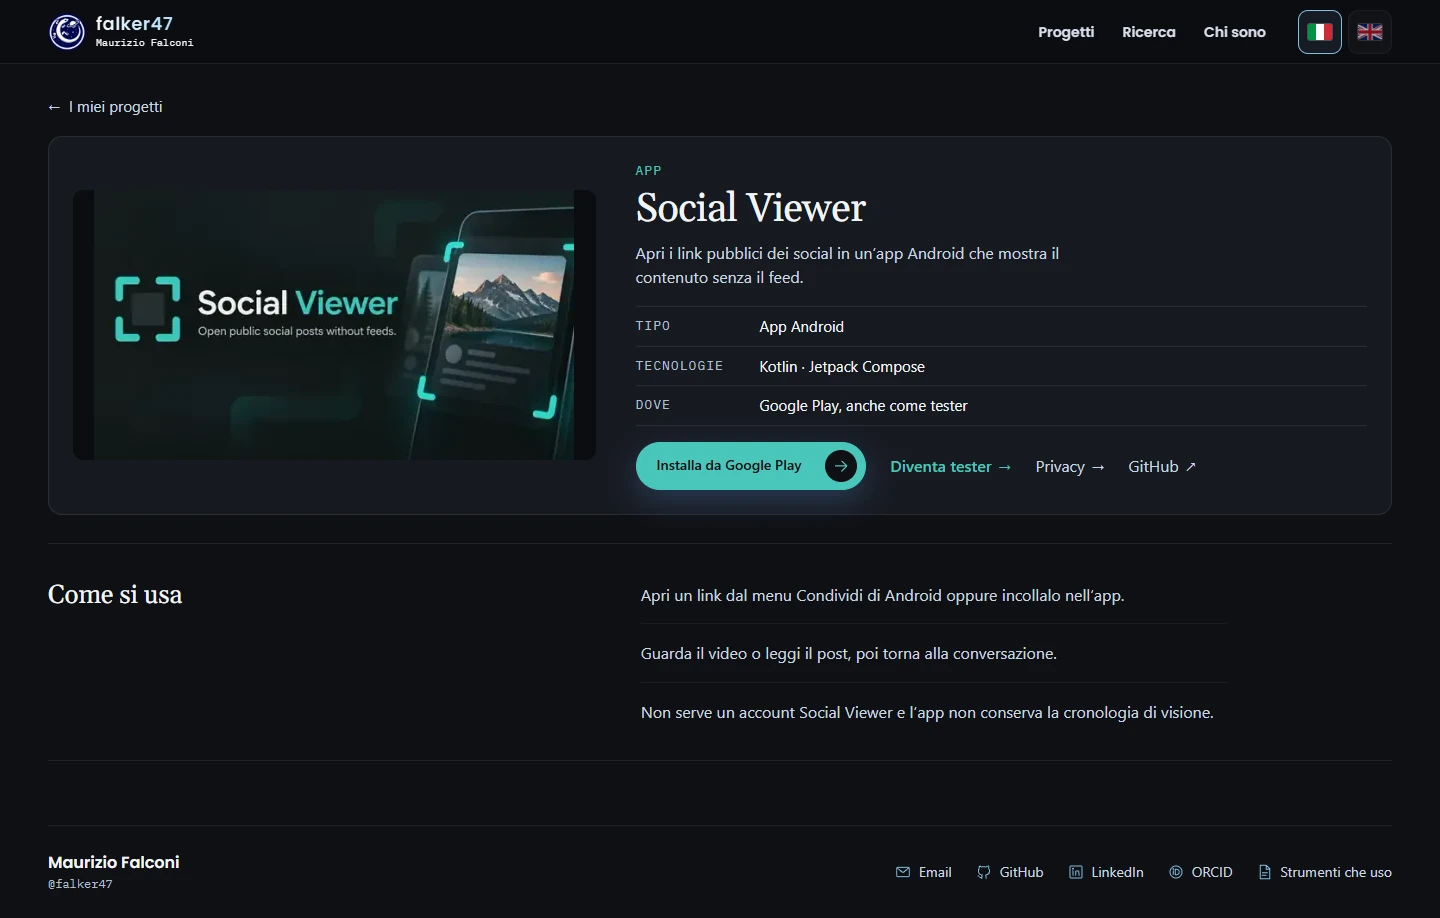 falker47
Maurizio Falconi
Progetti
Ricerca
Chi sono
← I miei progetti
Social Viewer
Open public social posts without feeds.
APP
Social Viewer
Apri i link pubblici dei social in un’app Android che mostra il
contenuto senza il feed.
TIPO
App Android
TECNOLOGIE
Kotlin · Jetpack Compose
DOVE
Google Play, anche come tester
Installa da Google Play →
Diventa tester →
Privacy →
GitHub ↗
Come si usa
Apri un link dal menu Condividi di Android oppure incollalo nell’app.
Guarda il video o leggi il post, poi torna alla conversazione.
Non serve un account Social Viewer e l’app non conserva la cronologia di visione.
Maurizio Falconi
@falker47
Email
GitHub
LinkedIn
ORCID
Strumenti che uso